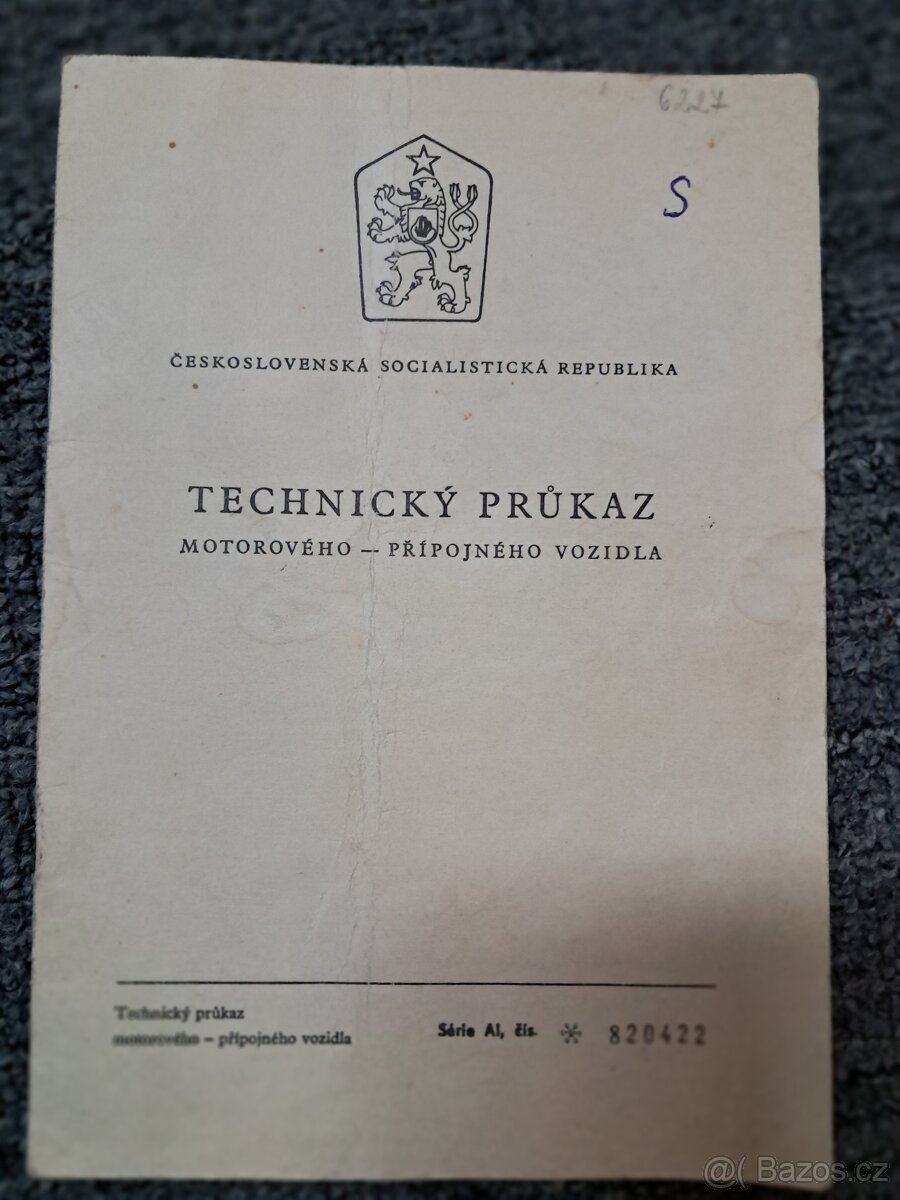 6227
S
ČESKOSLOVENSKÁ SOCIALISTICKÁ REPUBLIKA
TECHNICKÝ PRŮKAZ
MOTOROVÉHO — PŘÍPOJNÉHO VOZIDLA
Technický průkaz
motorového – přípojného vozidla
Série AI, čís. * 820422
@( Bazos.cz